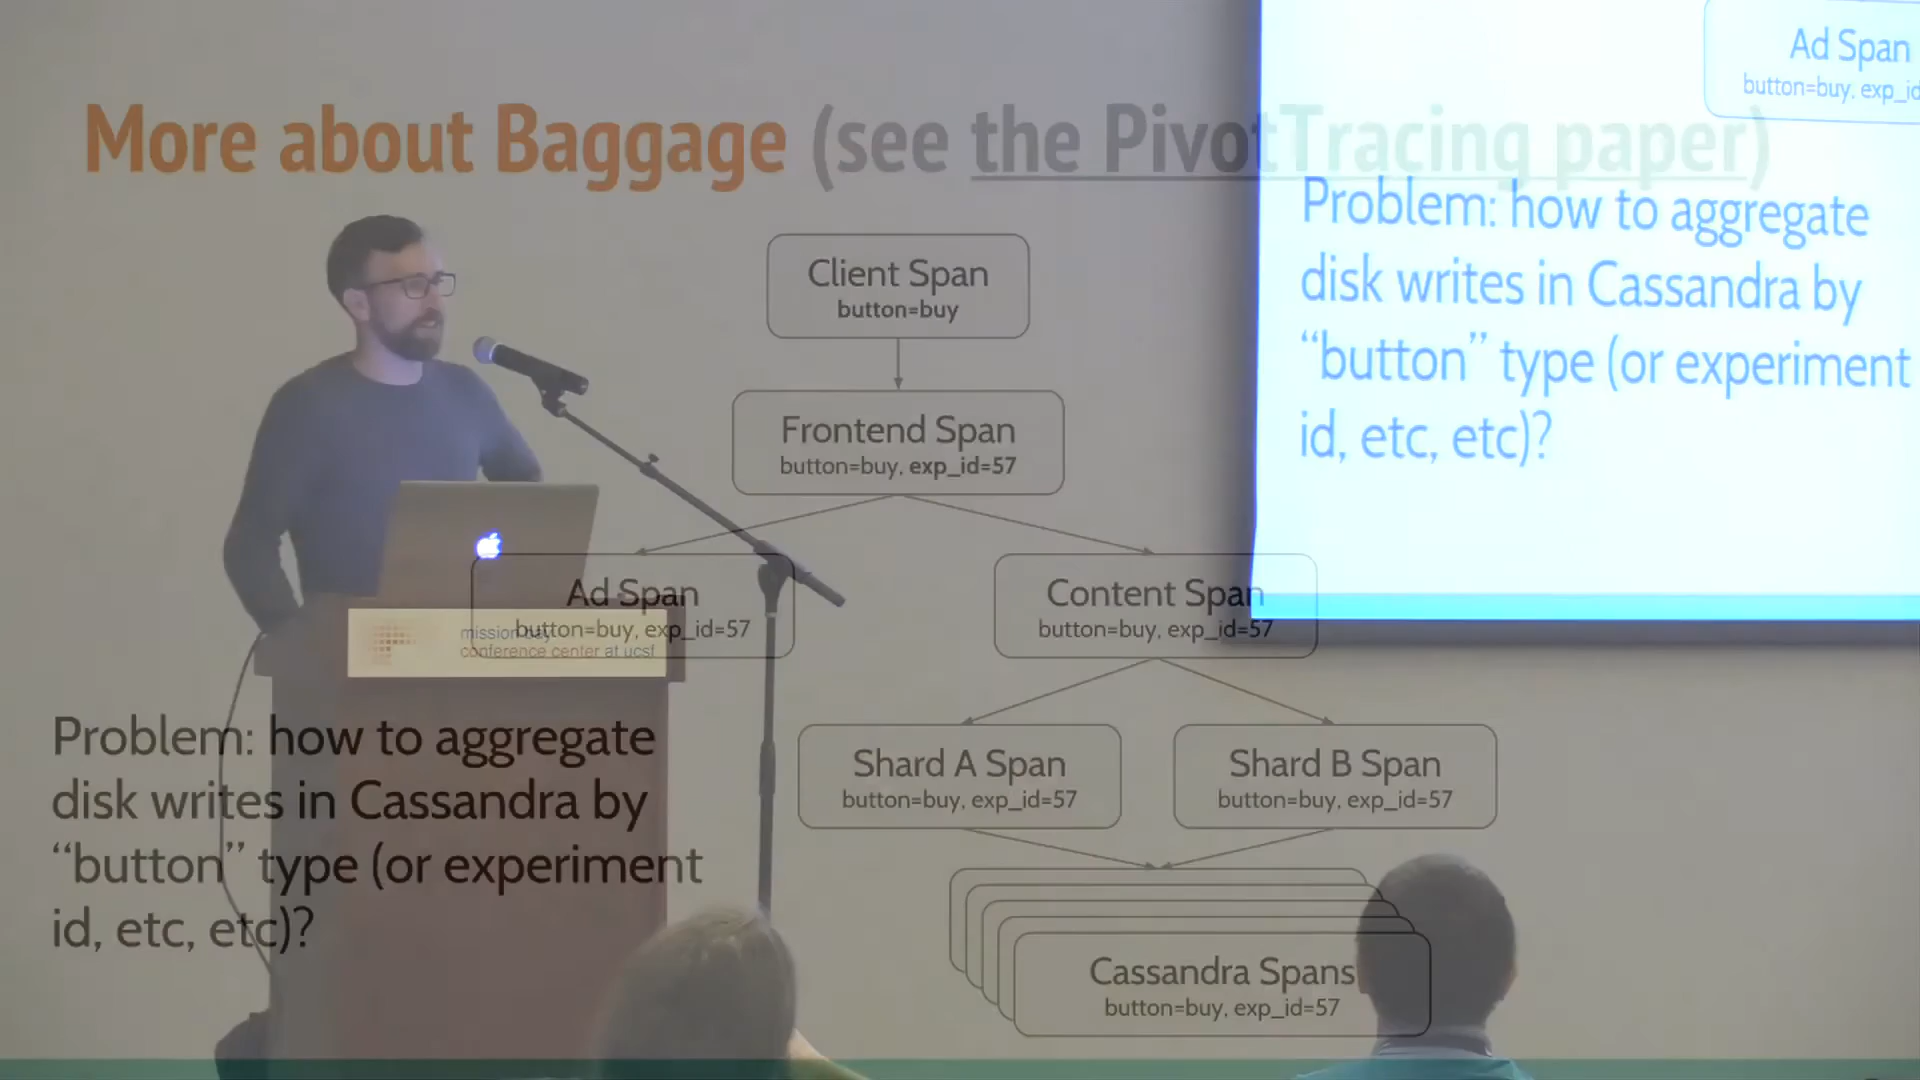 More about Baggage (see the PivotTracing paper)
Client Span
button=buy
Frontend Span
button=buy, exp_id=57
Ad Span
button=buy, exp_id=57
Content Span
button=buy, exp_id=57
Shard A Span
button=buy, exp_id=57
Shard B Span
button=buy, exp_id=57
Cassandra Spans
button=buy, exp_id=57
Problem: how to aggregate
disk writes in Cassandra by
“button” type (or experiment
id, etc, etc)?
Ad Span
button=buy, exp_id
Problem: how to aggregate
disk writes in Cassandra by
“button” type (or experiment
id, etc, etc)?
mission bay
conference center at ucsf